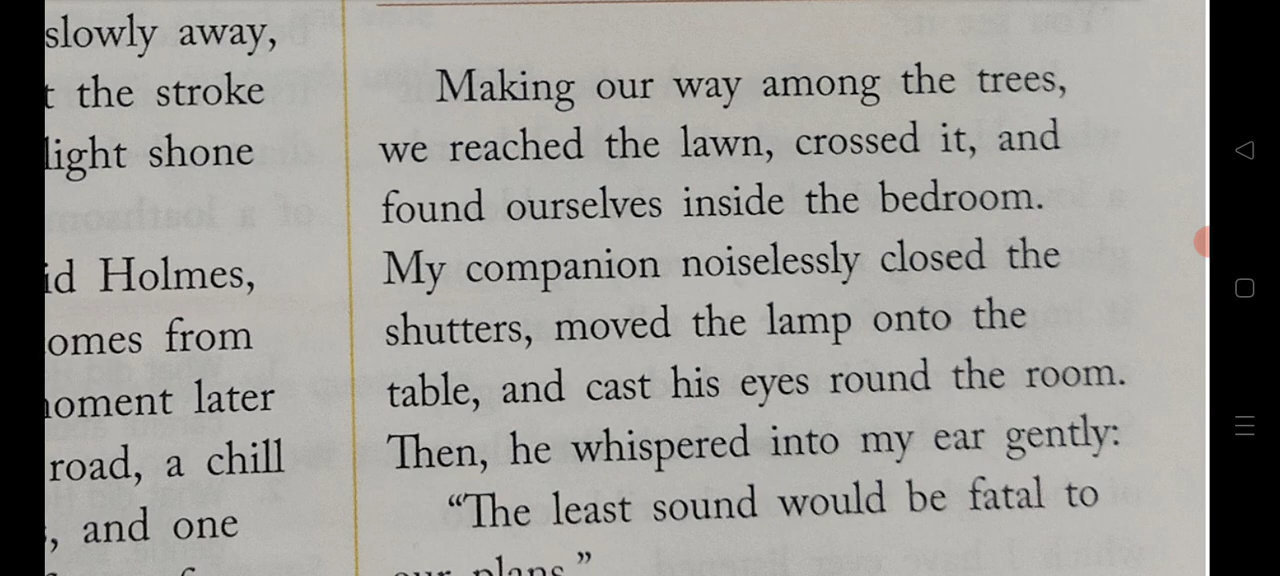 slowly away,
the stroke
light shone
Holmes,
from
later
road, a chill
, and one
Making our way among the trees,
we reached the lawn, crossed it, and
found ourselves inside the bedroom.
My companion noiselessly closed the
shutters, moved the lamp onto the
table, and cast his eyes round the room.
Then, he whispered into my ear gently:
“The least sound would be fatal to
our plans.”